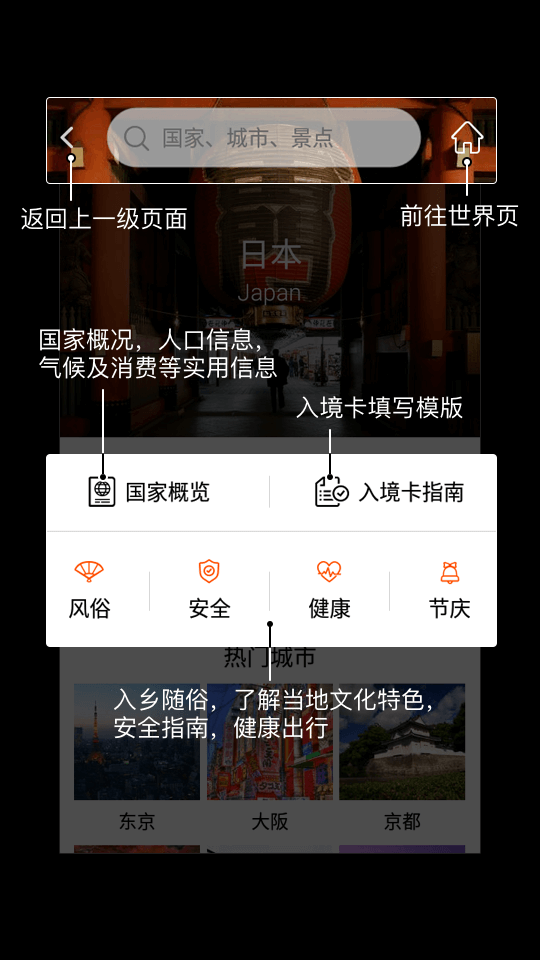 国家、城市、景点
返回上一级页面
前往世界页
日本
Japan
国家概况，人口信息，
气候及消费等实用信息
入境卡填写模版
国家概览
入境卡指南
风俗
安全
健康
节庆
热门城市
入乡随俗，了解当地文化特色，
安全指南，健康出行
东京
大阪
京都